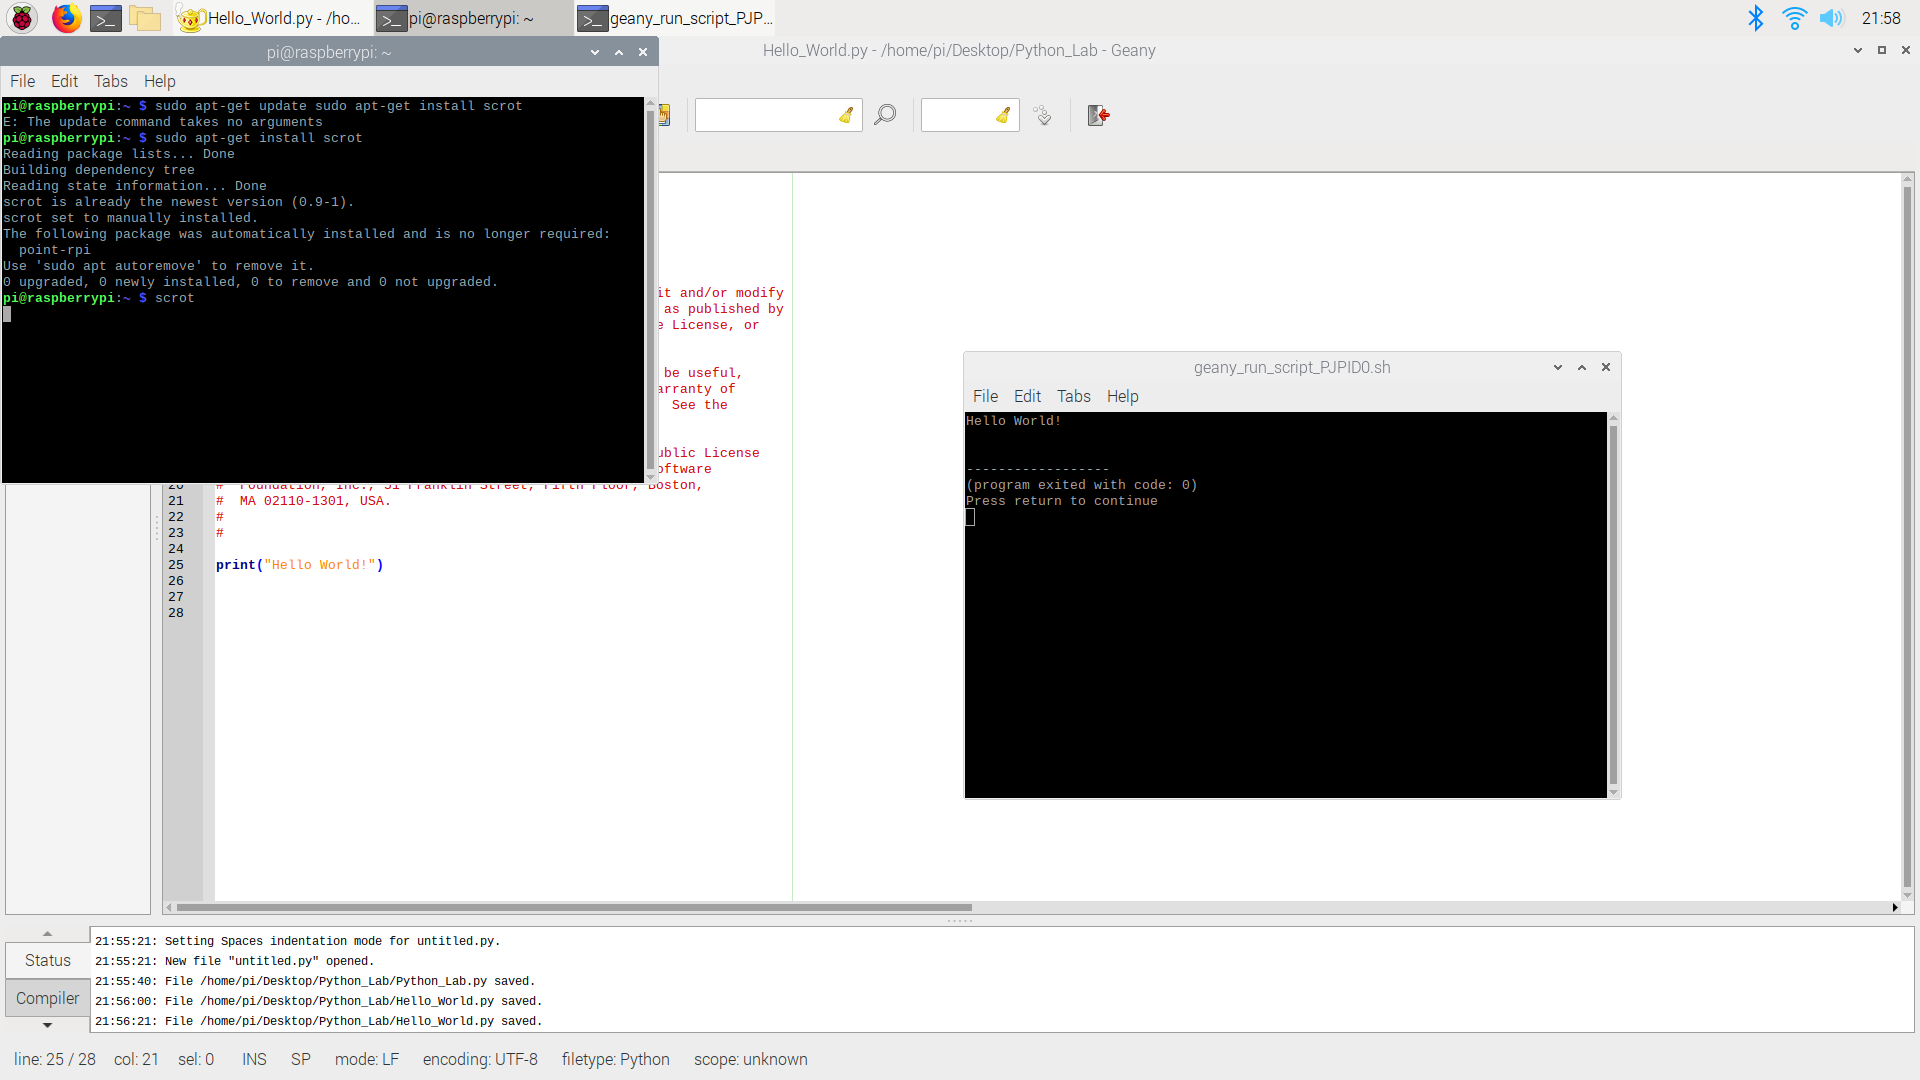 Hello_World.py - /ho...
pi@raspberrypi: ~
geany_run_script_PJP...
21:58
pi@raspberrypi: ~
Hello_World.py - /home/pi/Desktop/Python_Lab - Geany
File Edit Tabs Help
pi@raspberrypi:~ $ sudo apt-get update sudo apt-get install scrot
E: The update command takes no arguments
pi@raspberrypi:~ $ sudo apt-get install scrot
Reading package lists... Done
Building dependency tree
Reading state information... Done
scrot is already the newest version (0.9-1).
scrot set to manually installed.
The following package was automatically installed and is no longer required:
point-rpi
Use 'sudo apt autoremove' to remove it.
0 upgraded, 0 newly installed, 0 to remove and 0 not upgraded.
pi@raspberrypi:~ $ scrot
it and/or modify
as published by
License, or
be useful,
See the
License
20 # Foundation, Inc., 51 Franklin Street, Fifth Floor, Boston,
21 # MA 02110-1301, USA.
22 #
23 #
24
25 print("Hello World!")
26
27
28
geany_run_script_PJPID0.sh
File Edit Tabs Help
Hello World!
------------------
(program exited with code: 0)
Press return to continue
Status
Compiler
21:55:21: Setting Spaces indentation mode for untitled.py.
21:55:21: New file "untitled.py" opened.
21:55:40: File /home/pi/Desktop/Python_Lab/Python_Lab.py saved.
21:56:00: File /home/pi/Desktop/Python_Lab/Hello_World.py saved.
21:56:21: File /home/pi/Desktop/Python_Lab/Hello_World.py saved.
line: 25 / 28 col: 21 sel: 0 INS SP mode: LF encoding: UTF-8 filetype: Python scope: unknown